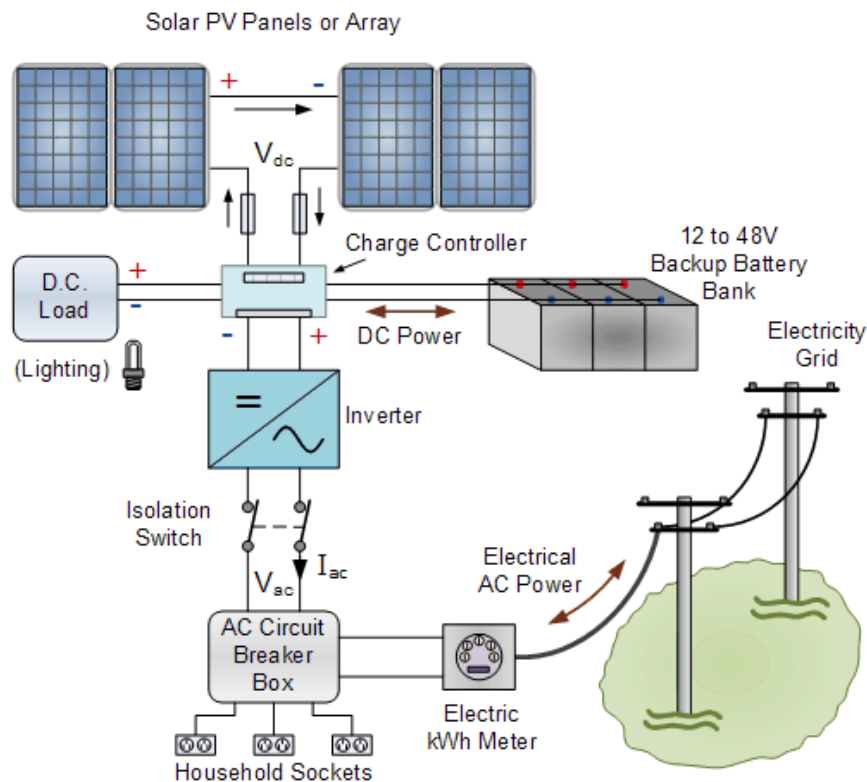 Solar PV Panels or Array
+
-
Vdc
Charge Controller
12 to 48V
Backup Battery
Bank
D.C.
Load
+
-
(Lighting)
DC Power
-
+
Electricity
Grid
=
Inverter
Isolation
Switch
Vac
Iac
Electrical
AC Power
AC Circuit
Breaker
Box
Electric
kWh Meter
Household Sockets